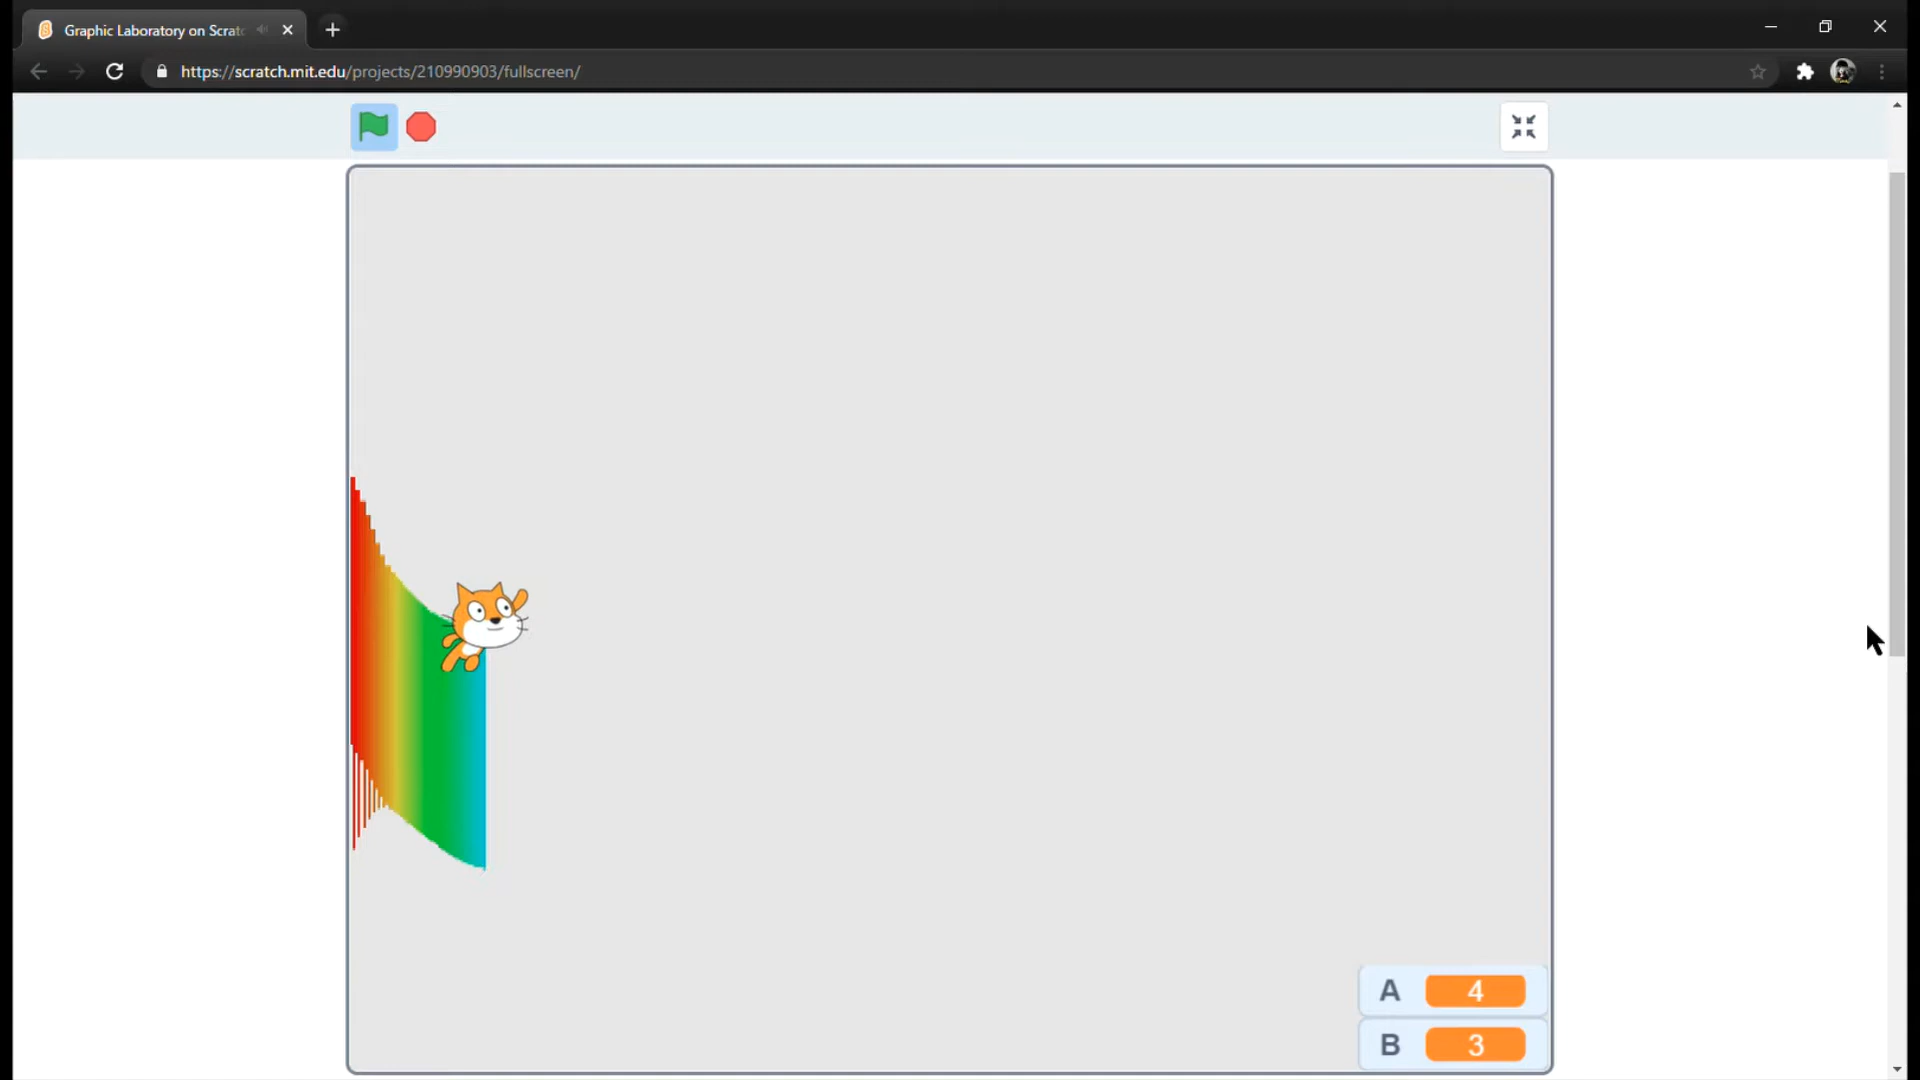 Graphic Laboratory on Scrat
https://scratch.mit.edu/projects/210990903/fullscreen/
A 4
B 3